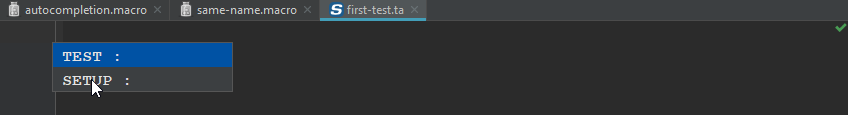 autocompletion.macro same-name.macro first-test.ta
TEST :
SETUP :